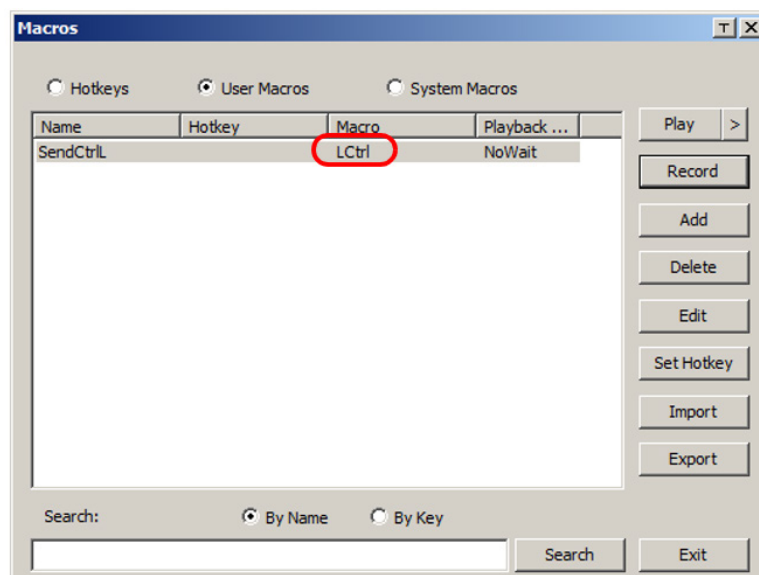 Macros
Hotkeys User Macros System Macros
Name Hotkey Macro Playback ...
SendCtrlL LCtrl NoWait
Play >
Record
Add
Delete
Edit
Set Hotkey
Import
Export
Search: By Name By Key
Search Exit